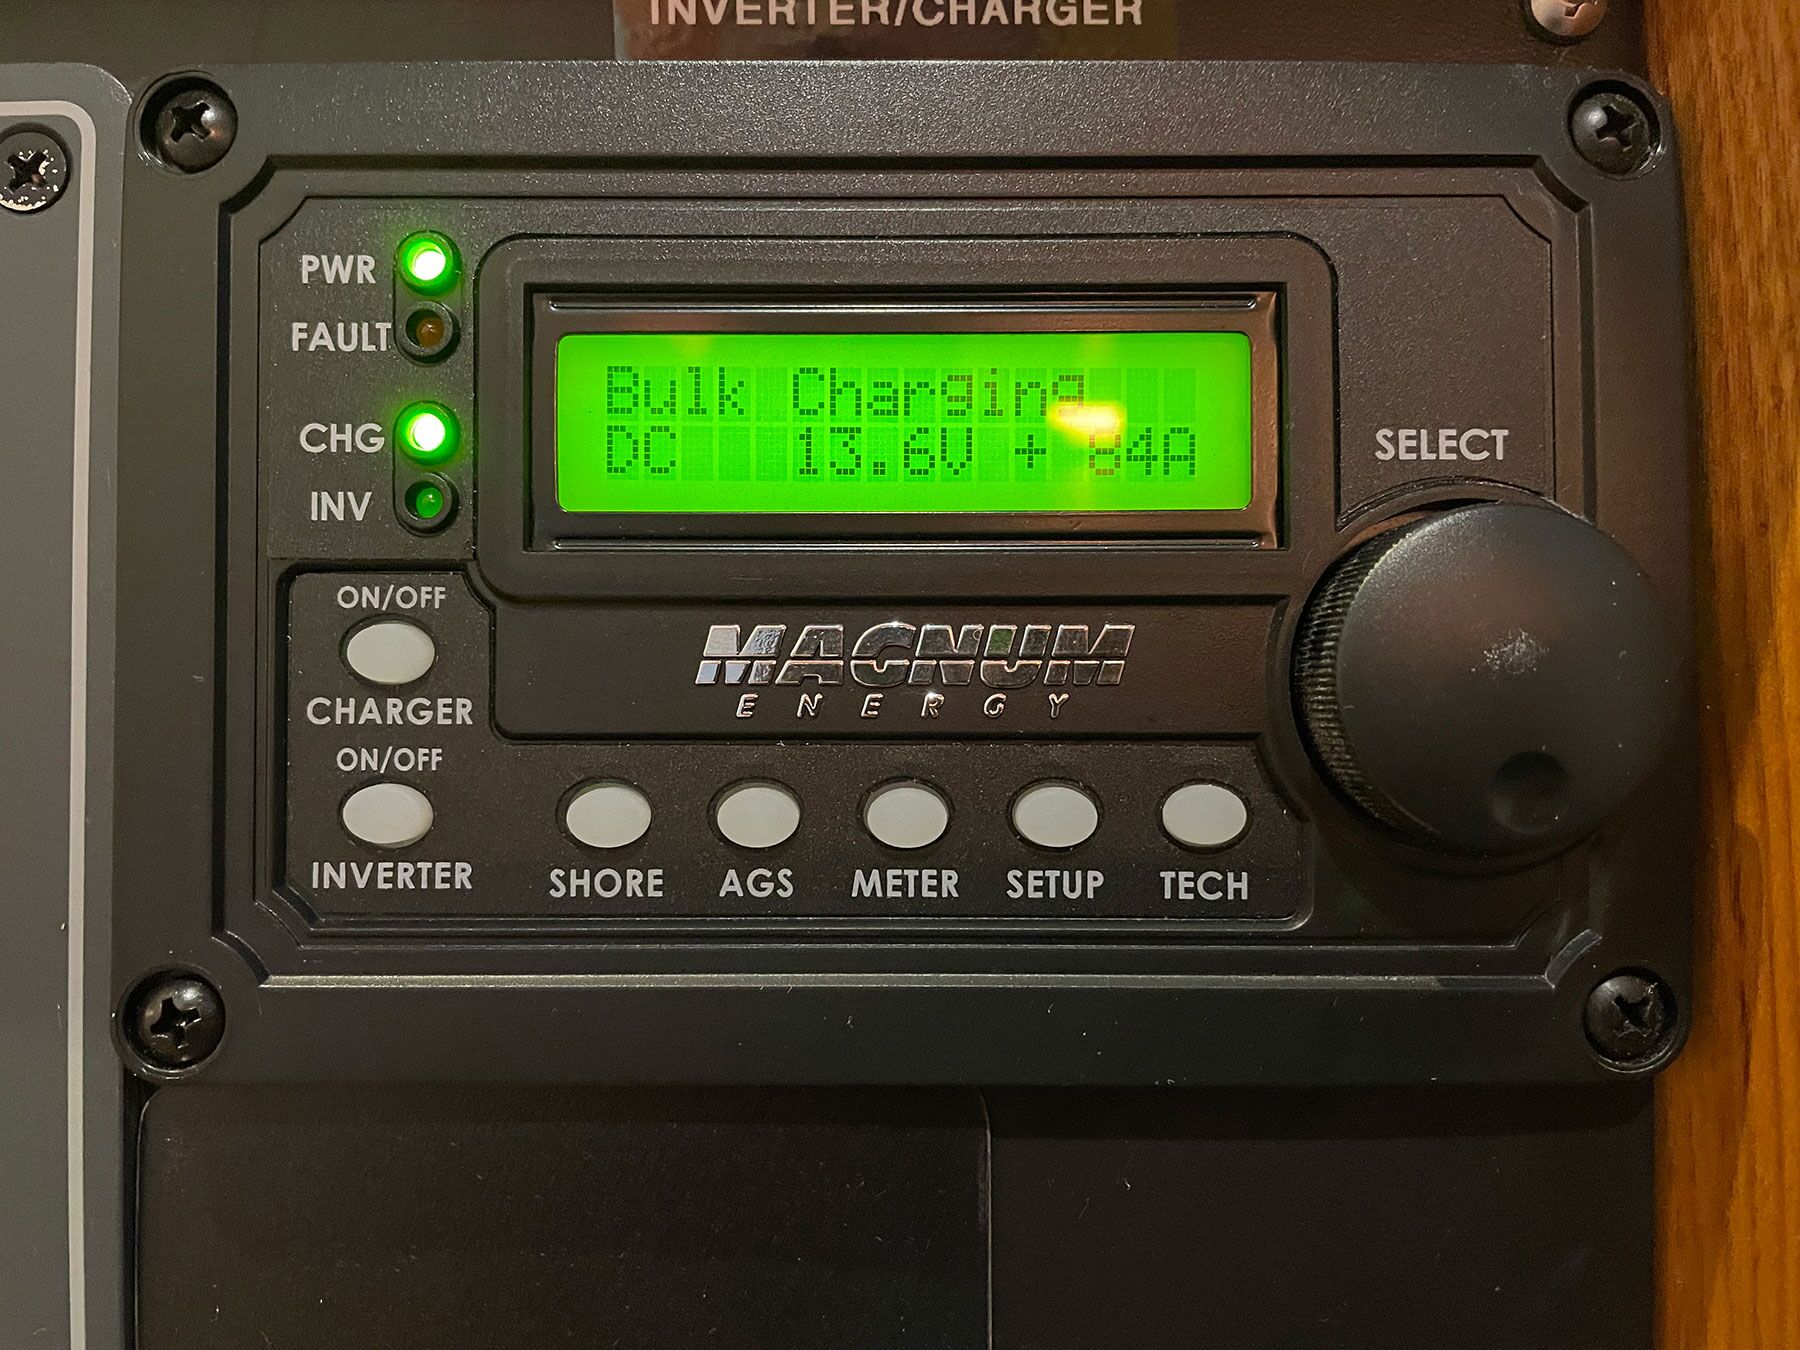 INVERTER/CHARGER
PWR
FAULT
CHG
INV
Bulk Charging
DC 13.6V + 84A
SELECT
ON/OFF
CHARGER
MAGNUM
ENERGY
ON/OFF
INVERTER
SHORE
AGS
METER
SETUP
TECH